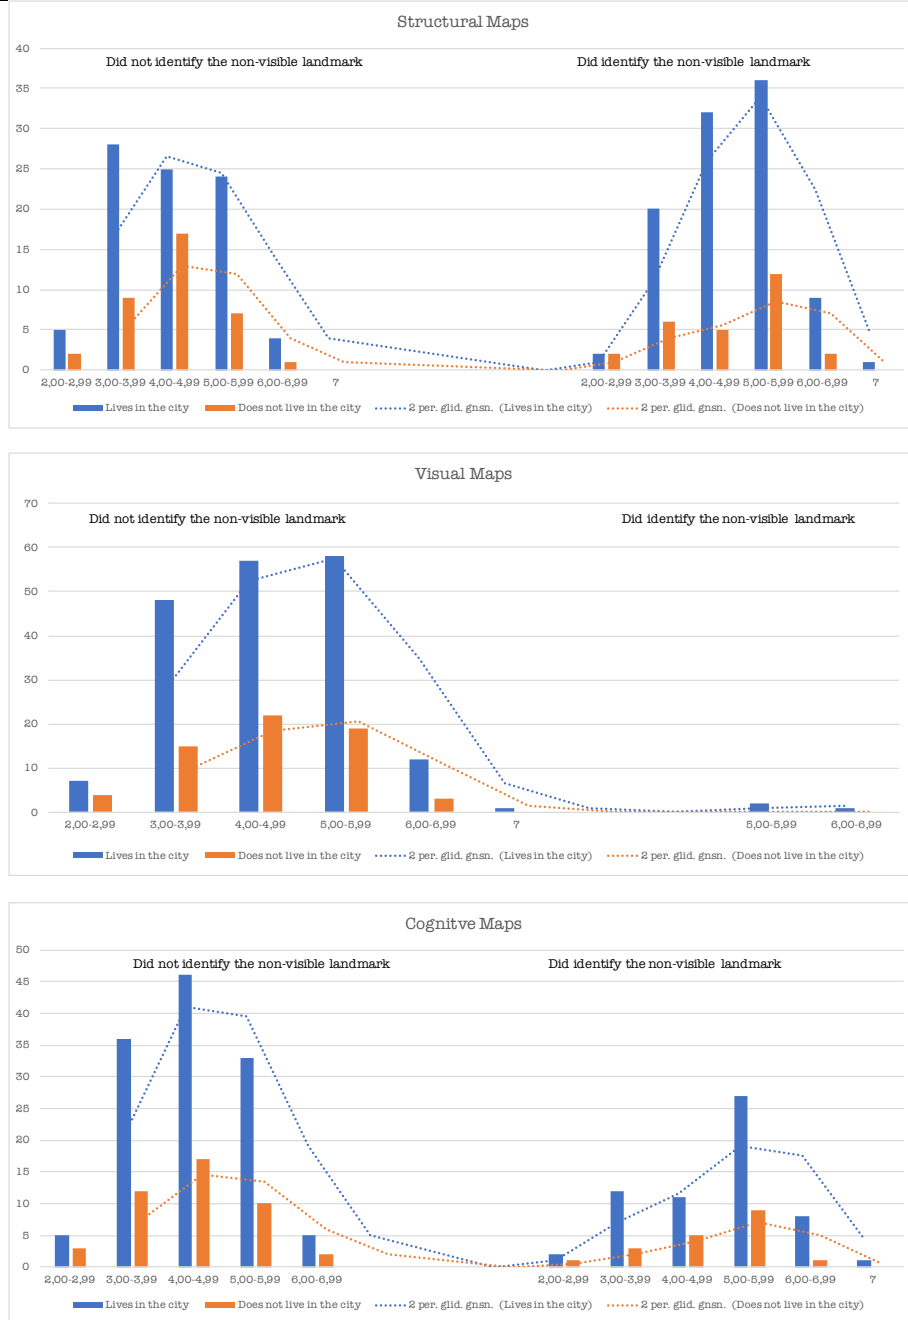 Structural Maps
40
Did not identify the non-visible landmark Did identify the non-visible landmark
35
30
25
20
15
10
5
0
2,00-2,99 3,00-3,99 4,00-4,99 5,00-5,99 6,00-6,99 7 2,00-2,99 3,00-3,99 4,00-4,99 5,00-5,99 6,00-6,99 7
Lives in the city Does not live in the city 2 per. glid. gnsn. (Lives in the city) 2 per. glid. gnsn. (Does not live in the city)
Visual Maps
70
Did not identify the non-visible landmark Did identify the non-visible landmark
60
50
40
30
20
10
0
2,00-2,99 3,00-3,99 4,00-4,99 5,00-5,99 6,00-6,99 7 5,00-5,99 6,00-6,99
Lives in the city Does not live in the city 2 per. glid. gnsn. (Lives in the city) 2 per. glid. gnsn. (Does not live in the city)
Cognitve Maps
50
Did not identify the non-visible landmark Did identify the non-visible landmark
45
40
35
30
25
20
15
10
5
0
2,00-2,99 3,00-3,99 4,00-4,99 5,00-5,99 6,00-6,99 2,00-2,99 3,00-3,99 4,00-4,99 5,00-5,99 6,00-6,99 7
Lives in the city Does not live in the city 2 per. glid. gnsn. (Lives in the city) 2 per. glid. gnsn. (Does not live in the city)